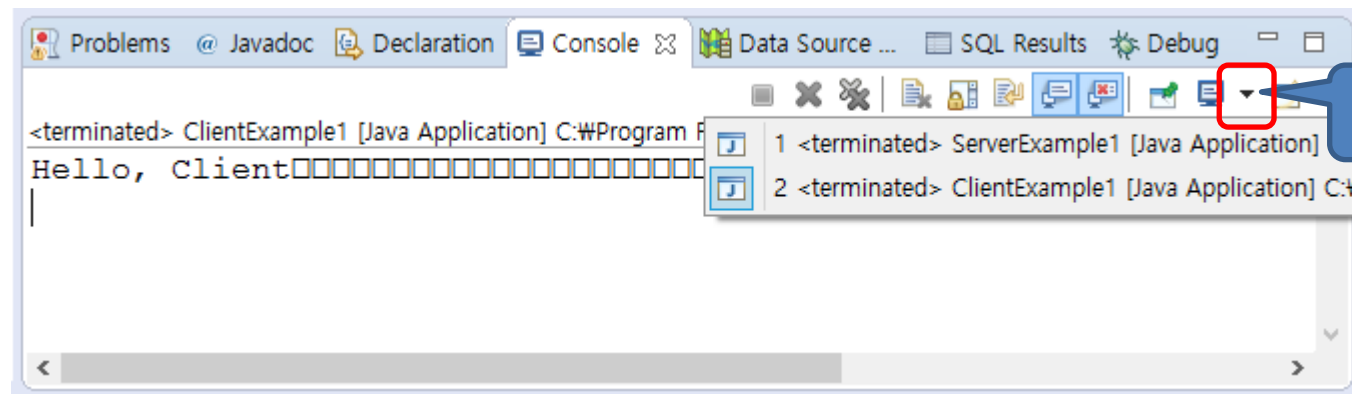 Problems @ Javadoc Declaration Console Data Source ... SQL Results Debug
<terminated> ClientExample1 [Java Application] C:₩Program
1 <terminated> ServerExample1 [Java Application]
Hello, Client□□□□□□□□□□□□□□□□□□□□□
2 <terminated> ClientExample1 [Java Application] C:₩